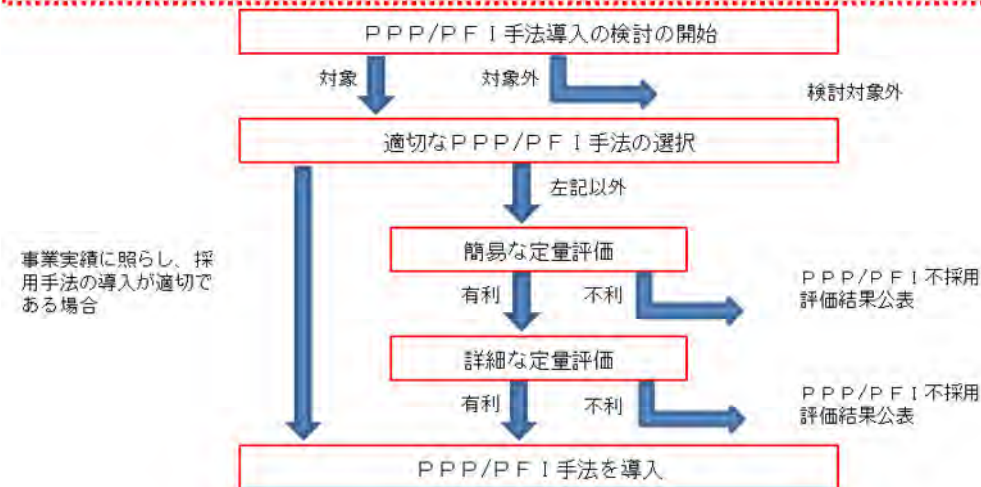 ＰＰＰ/ＰＦＩ手法導入の検討の開始
対象
対象外
検討対象外
適切なＰＰＰ/ＰＦＩ手法の選択
左記以外
事業実績に照らし、採
用手法の導入が適切で
ある場合
簡易な定量評価
有利
不利
ＰＰＰ/ＰＦＩ不採用
評価結果公表
詳細な定量評価
有利
不利
ＰＰＰ/ＰＦＩ不採用
評価結果公表
ＰＰＰ/ＰＦＩ手法を導入